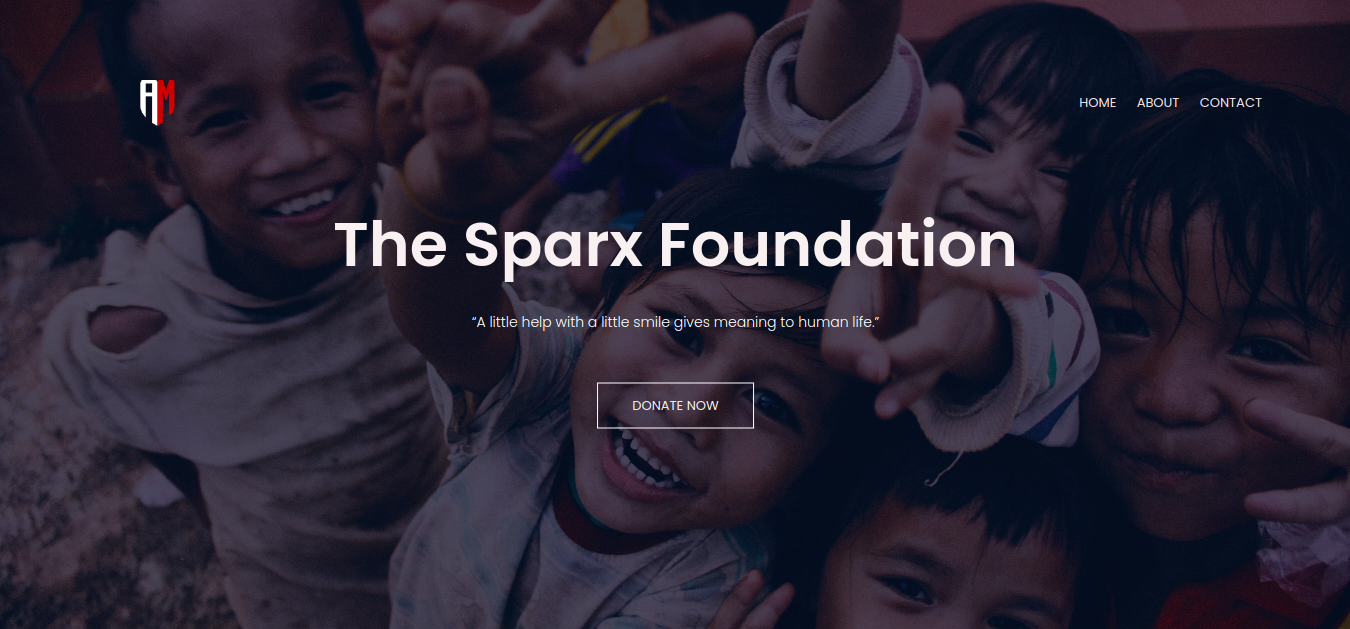 AM
HOME ABOUT CONTACT
The Sparx Foundation
“A little help with a little smile gives meaning to human life.”
DONATE NOW